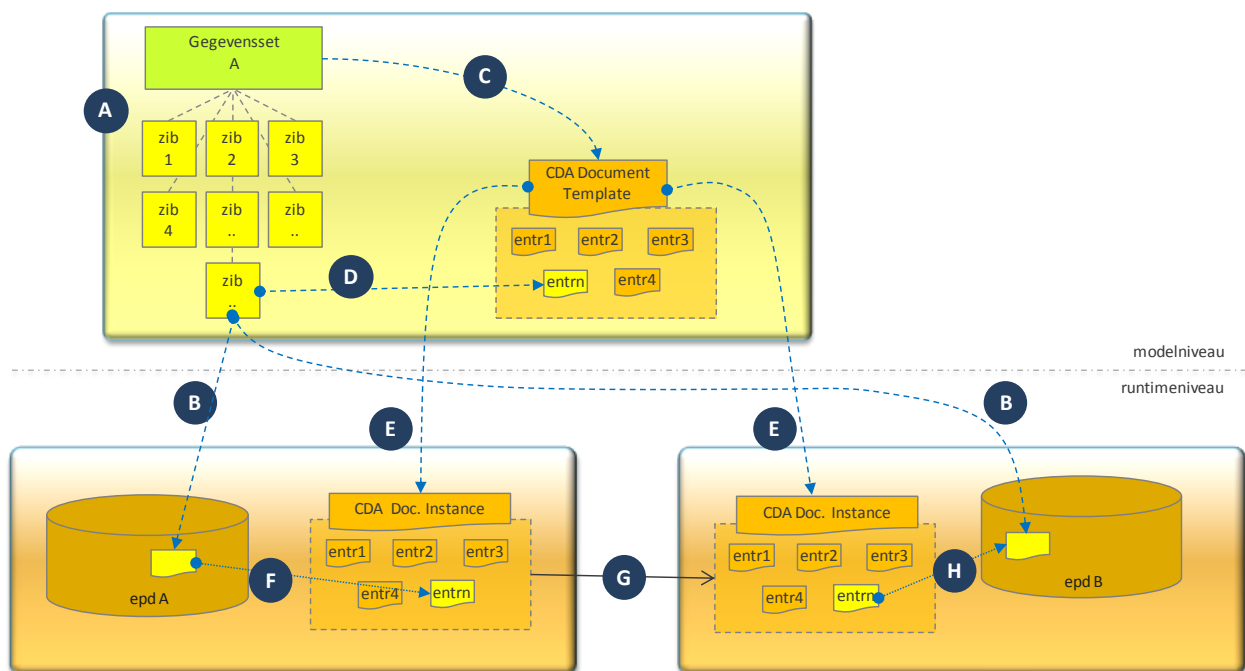 Gegevensset
A
A
C
zib
1
zib
2
zib
3
CDA Document
Template
zib
4
zib
..
zib
..
entr1
entr2
entr3
D
zib
..
entrn
entr4
modelniveau
runtimeniveau
B
B
E
E
CDA Doc. Instance
CDA Doc. Instance
entr1
entr2
entr3
entr1
entr2
entr3
F
G
H
epd A
entr4
entrn
entr4
entrn
epd B